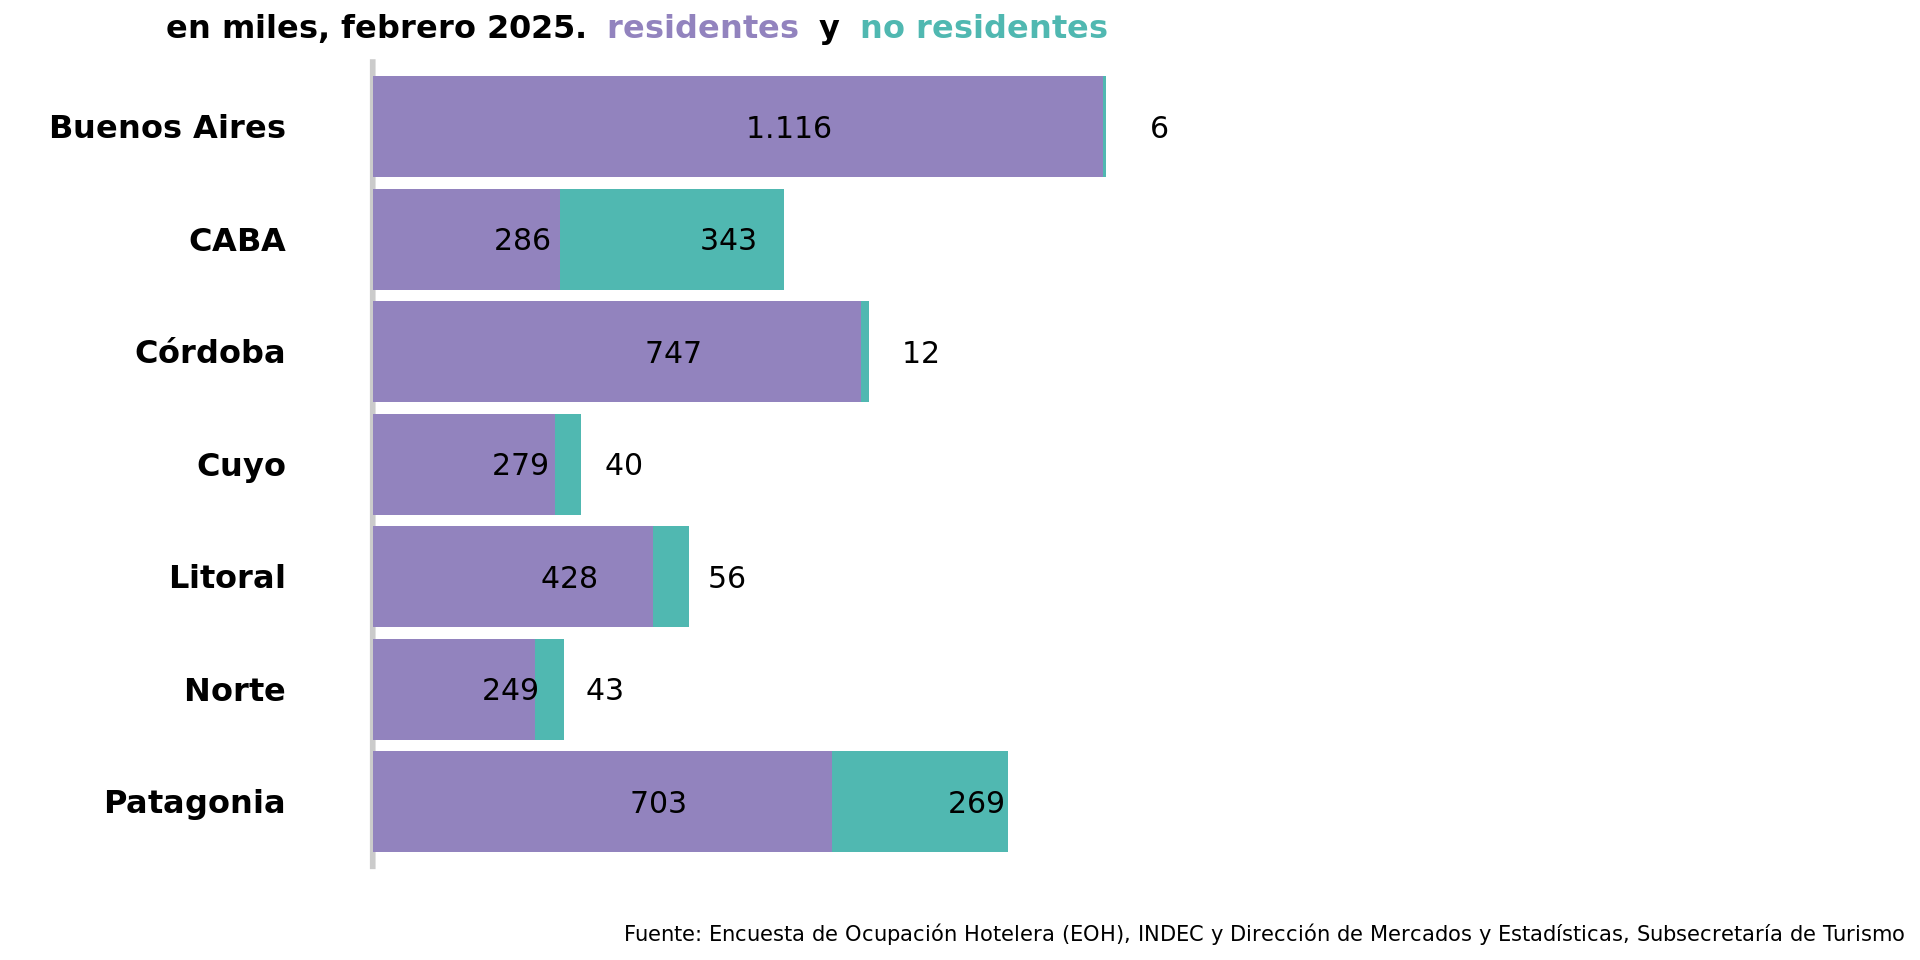 en miles, febrero 2025. residentes y no residentes
Buenos Aires 1.116 6
CABA 286 343
Córdoba 747 12
Cuyo 279 40
Litoral 428 56
Norte 249 43
Patagonia 703 269
Fuente: Encuesta de Ocupación Hotelera (EOH), INDEC y Dirección de Mercados y Estadísticas, Subsecretaría de Turismo